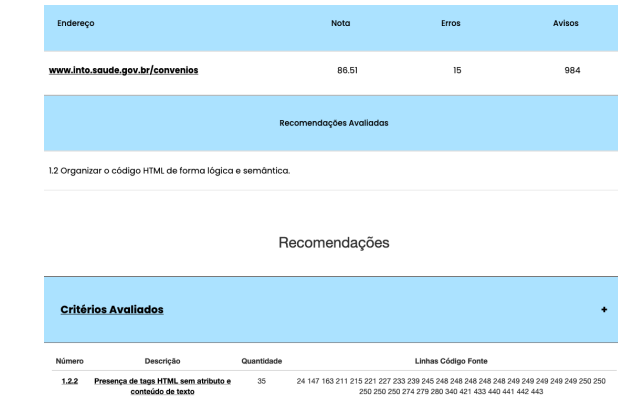 Endereço Nota Erros Avisos
www.into.saude.gov.br/convenios 86.51 15 984
Recomendações Avaliadas
1.2 Organizar o código HTML de forma lógica e semântica.
Recomendações
Critérios Avaliados +
Número Descrição Quantidade Linhas Código Fonte
1.2.2 Presença de tags HTML sem atributo e 35 24 147 163 211 215 221 227 233 239 245 248 248 248 248 248 249 249 249 249 249 250 250
conteúdo de texto 250 250 250 274 279 280 340 421 433 440 441 442 443